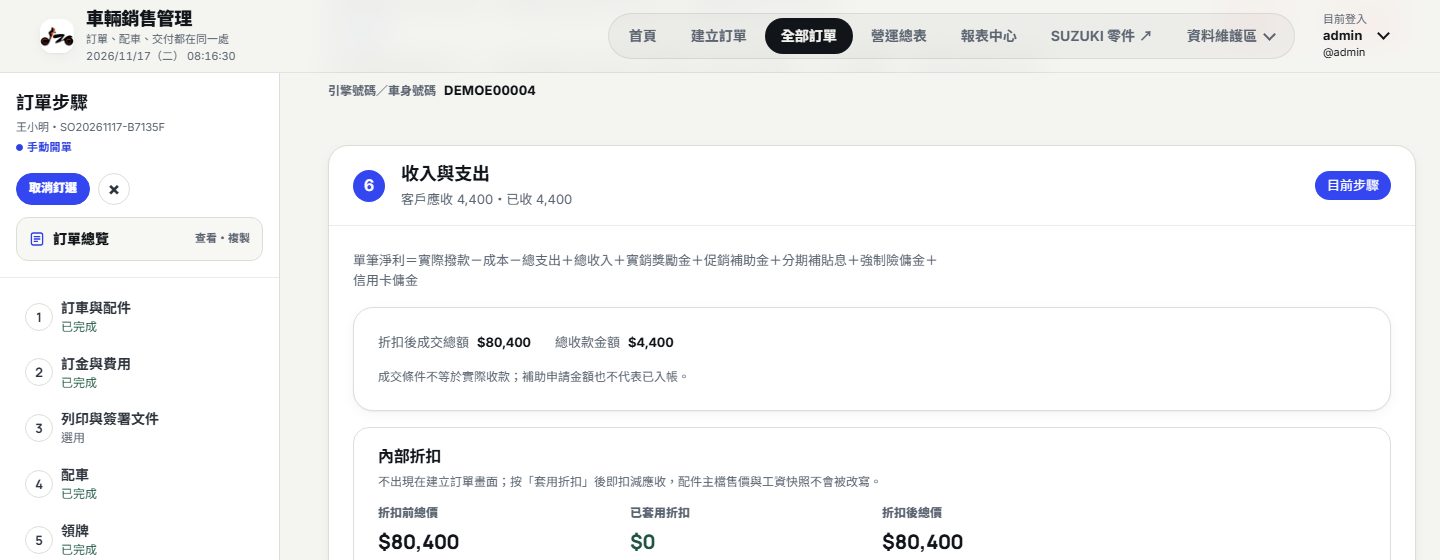 車輛銷售管理
訂單、配車、交付都在同一處
2026/11/17（二） 08:16:30
首頁
建立訂單
全部訂單
營運總表
報表中心
SUZUKI 零件 ↗
資料維護區
目前登入
admin
@admin
訂單步驟
王小明・SO20261117-B7135F
手動開單
取消釘選
×
訂單總覽
查看・複製
1
訂車與配件
已完成
2
訂金與費用
已完成
3
列印與簽署文件
選用
4
配車
已完成
5
領牌
已完成
引擎號碼／車身號碼 DEMOE00004
6
收入與支出
客戶應收 4,400・已收 4,400
目前步驟
單筆淨利＝實際撥款－成本－總支出＋總收入＋實銷獎勵金＋促銷補助金＋分期補貼息＋強制險傭金＋
信用卡傭金
折扣後成交總額 $80,400 總收款金額 $4,400
成交條件不等於實際收款；補助申請金額也不代表已入帳。
內部折扣
不出現在建立訂單畫面；按「套用折扣」後即扣減應收，配件主檔售價與工資快照不會被改寫。
折扣前總價
$80,400
已套用折扣
$0
折扣後總價
$80,400